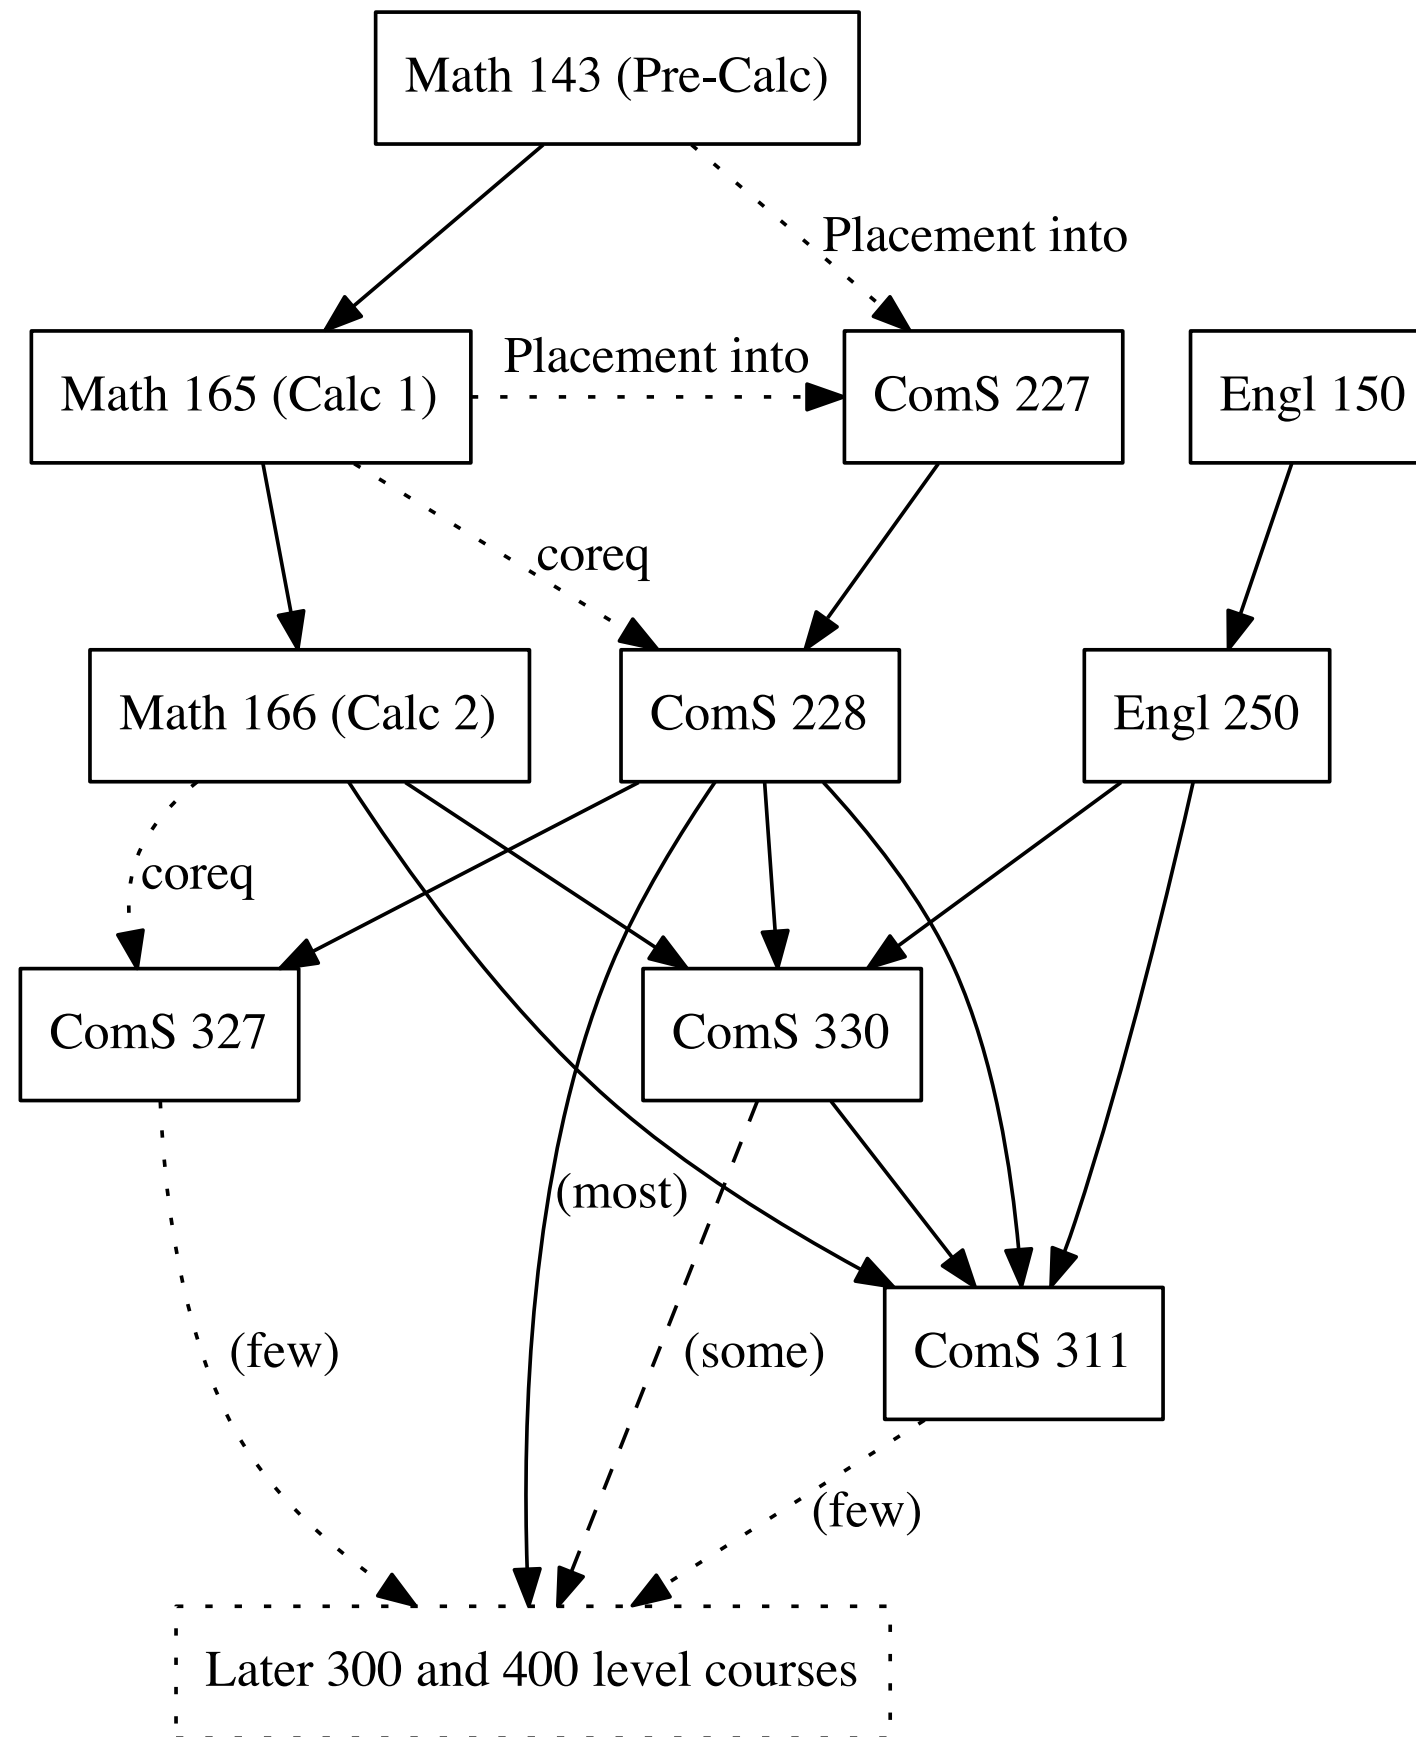 Math 143 (Pre-Calc)
Placement into
Placement into
Math 165 (Calc 1)
ComS 227
Engl 150
coreq
Math 166 (Calc 2)
ComS 228
Engl 250
coreq
ComS 327
ComS 330
(most)
(few)
(some)
ComS 311
(few)
Later 300 and 400 level courses